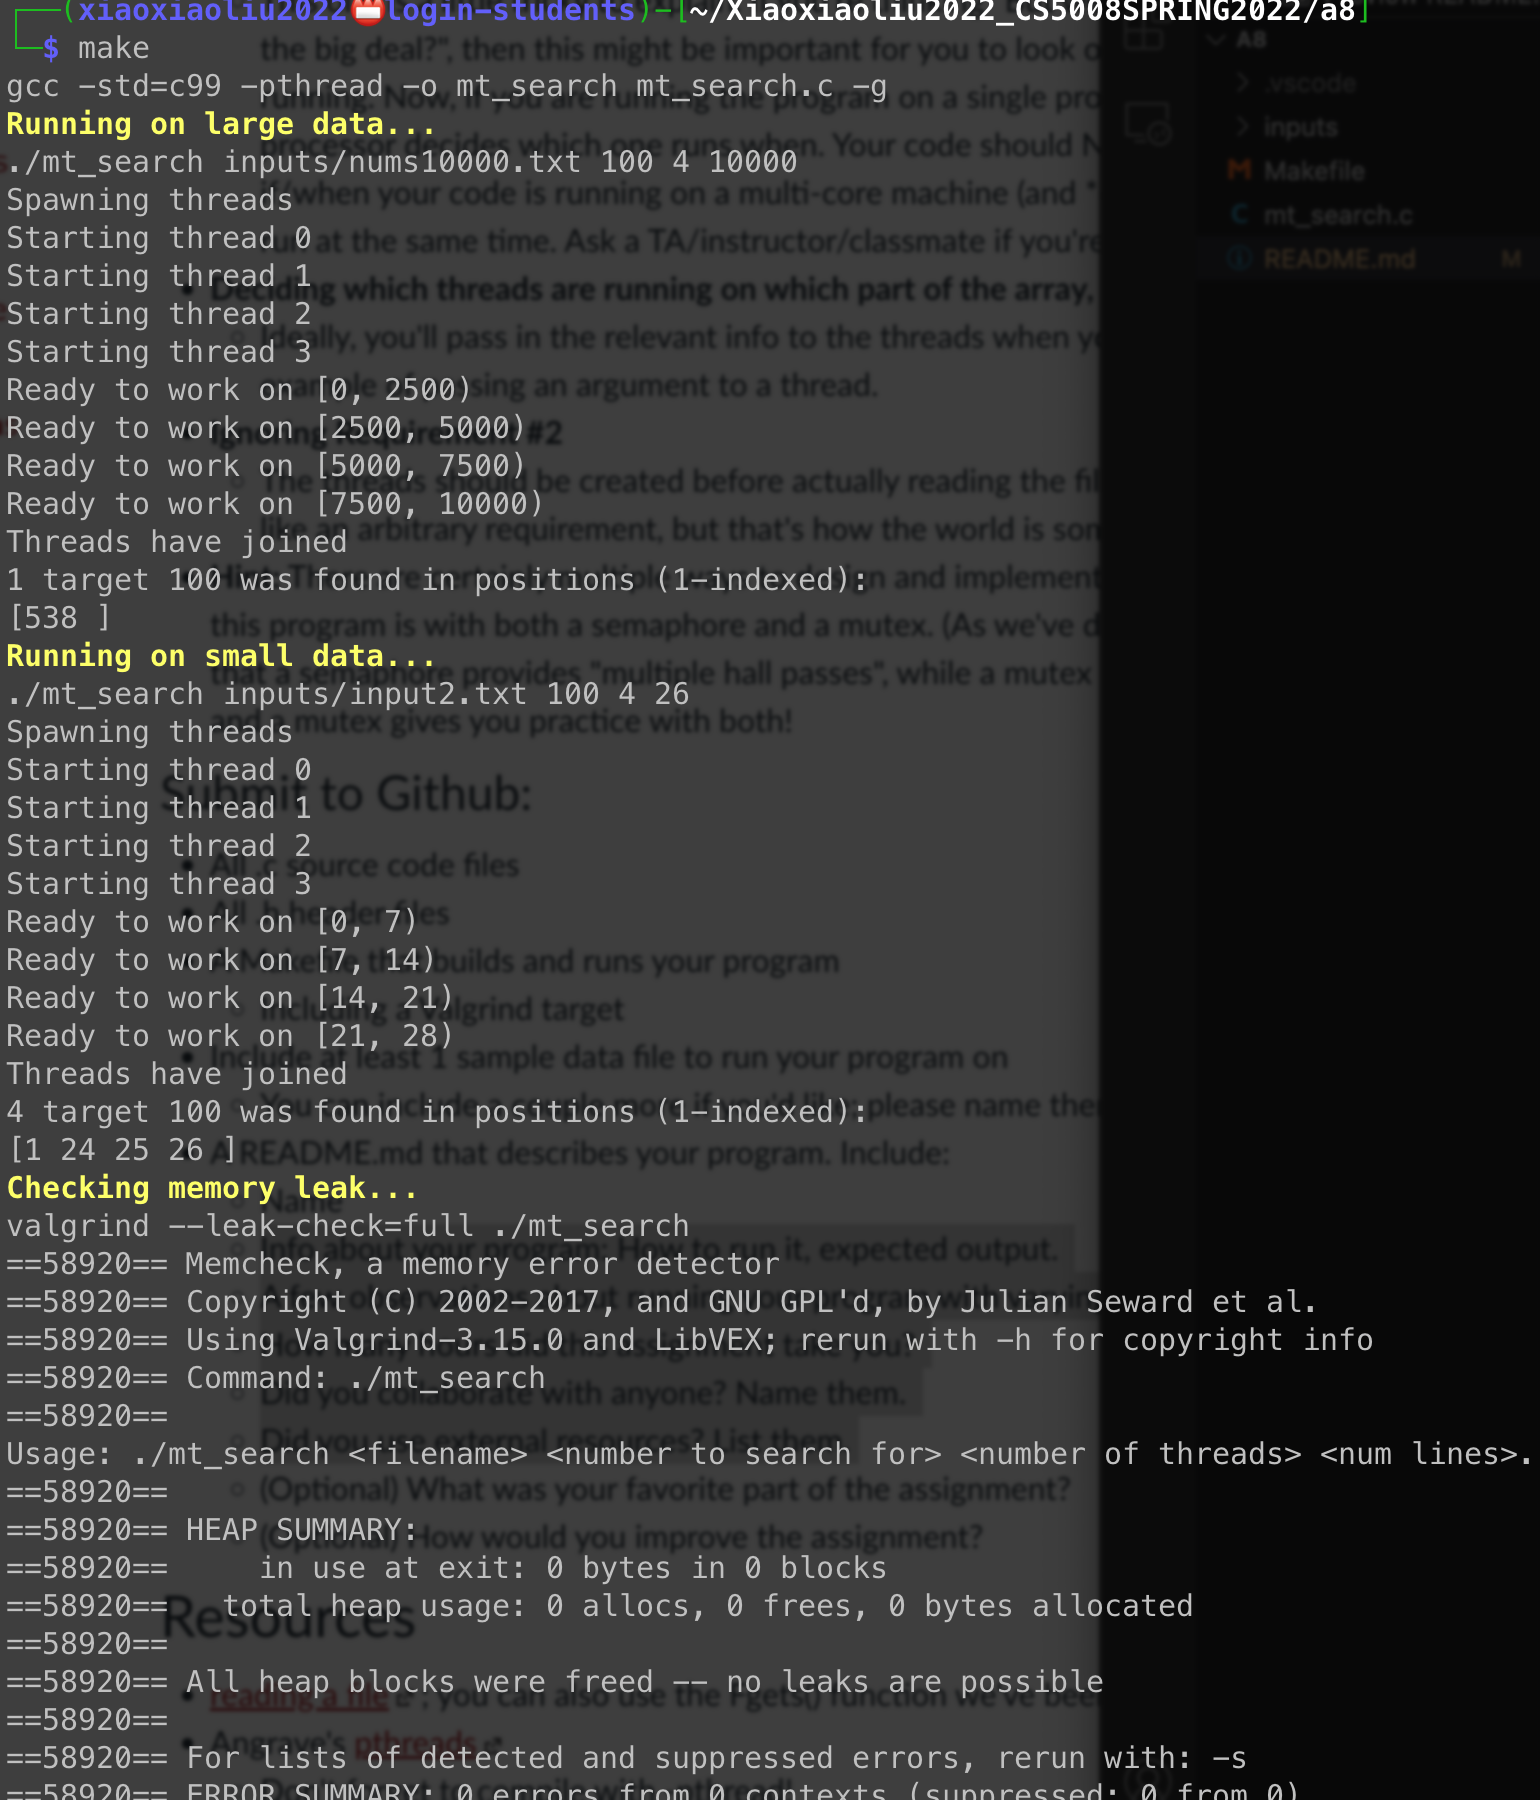 ┌──(xiaoxiaoliu2022💮login-students)-[~/Xiaoxiaoliu2022_CS5008SPRING2022/a8]
└─$ make
gcc -std=c99 -pthread -o mt_search mt_search.c -g
Running on large data...
./mt_search inputs/nums10000.txt 100 4 10000
Spawning threads
Starting thread 0
Starting thread 1
Starting thread 2
Starting thread 3
Ready to work on [0, 2500)
Ready to work on [2500, 5000)
Ready to work on [5000, 7500)
Ready to work on [7500, 10000)
Threads have joined
1 target 100 was found in positions (1-indexed):
[538 ]
Running on small data...
./mt_search inputs/input2.txt 100 4 26
Spawning threads
Starting thread 0
Starting thread 1
Starting thread 2
Starting thread 3
Ready to work on [0, 7)
Ready to work on [7, 14)
Ready to work on [14, 21)
Ready to work on [21, 28)
Threads have joined
4 target 100 was found in positions (1-indexed):
[1 24 25 26 ]
Checking memory leak...
valgrind --leak-check=full ./mt_search
==58920== Memcheck, a memory error detector
==58920== Copyright (C) 2002-2017, and GNU GPL'd, by Julian Seward et al.
==58920== Using Valgrind-3.15.0 and LibVEX; rerun with -h for copyright info
==58920== Command: ./mt_search
==58920==
Usage: ./mt_search <filename> <number to search for> <number of threads> <num lines>.
==58920==
==58920== HEAP SUMMARY:
==58920==     in use at exit: 0 bytes in 0 blocks
==58920==   total heap usage: 0 allocs, 0 frees, 0 bytes allocated
==58920==
==58920== All heap blocks were freed -- no leaks are possible
==58920==
==58920== For lists of detected and suppressed errors, rerun with: -s
==58920== ERROR SUMMARY: 0 errors from 0 contexts (suppressed: 0 from 0)
the big deal?", then this might be important for you to look
running. Now, if you are running the program on a single
processor decides which one runs when. Your code should
when your code is running on a multi-core machine (and
run at the same time. Ask a TA/instructor/classmate if you're
Deciding which threads are running on which part of the array,
Ideally, you'll pass in the relevant info to the threads when
example of passing an argument to a thread.
Ignoring Requirement #2
The threads should be created before actually reading the
like an arbitrary requirement, but that's how the world is
and implement
this program is with both a semaphore and a mutex. (As we've
that a semaphore provides "multiple hall passes", while a mutex
and a mutex gives you practice with both!
Submit to Github:
All .c source code files
All .h header files
A Makefile that builds and runs your program
Including a Valgrind target
Include at least 1 sample data file to run your program on
You can include a couple more if you'd like, please name
A README.md that describes your program. Include:
Name
Info about your program: How to run it, expected output.
How many hours did this assignment take you?
Did you collaborate with anyone? Name them.
Did you use external resources? List them.
(Optional) What was your favorite part of the assignment?
(Optional) How would you improve the assignment?
Resources
reading a file, you can also use the Fgets() function we've been
Angrave's pthreads
A8
.vscode
inputs
Makefile
mt_search.c
README.md M